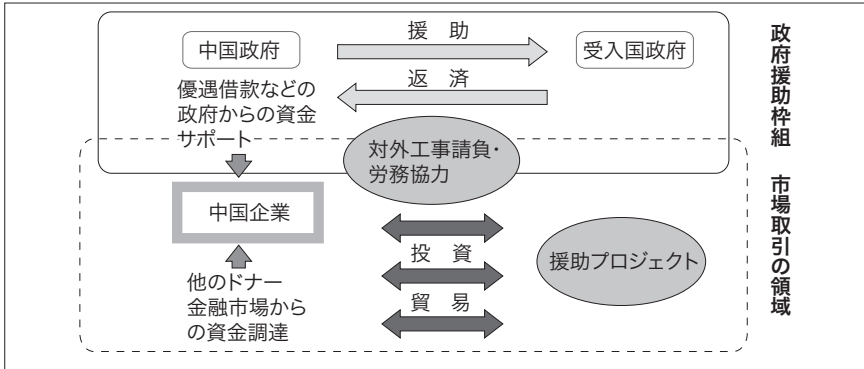 援 助
中国政府
受入国政府
返 済
優遇借款などの
政府からの資金
サポート
対外工事請負・
労務協力
中国企業
投 資
援助プロジェクト
他のドナー
金融市場から
の資金調達
貿 易
政府援助枠組
市場取引の領域